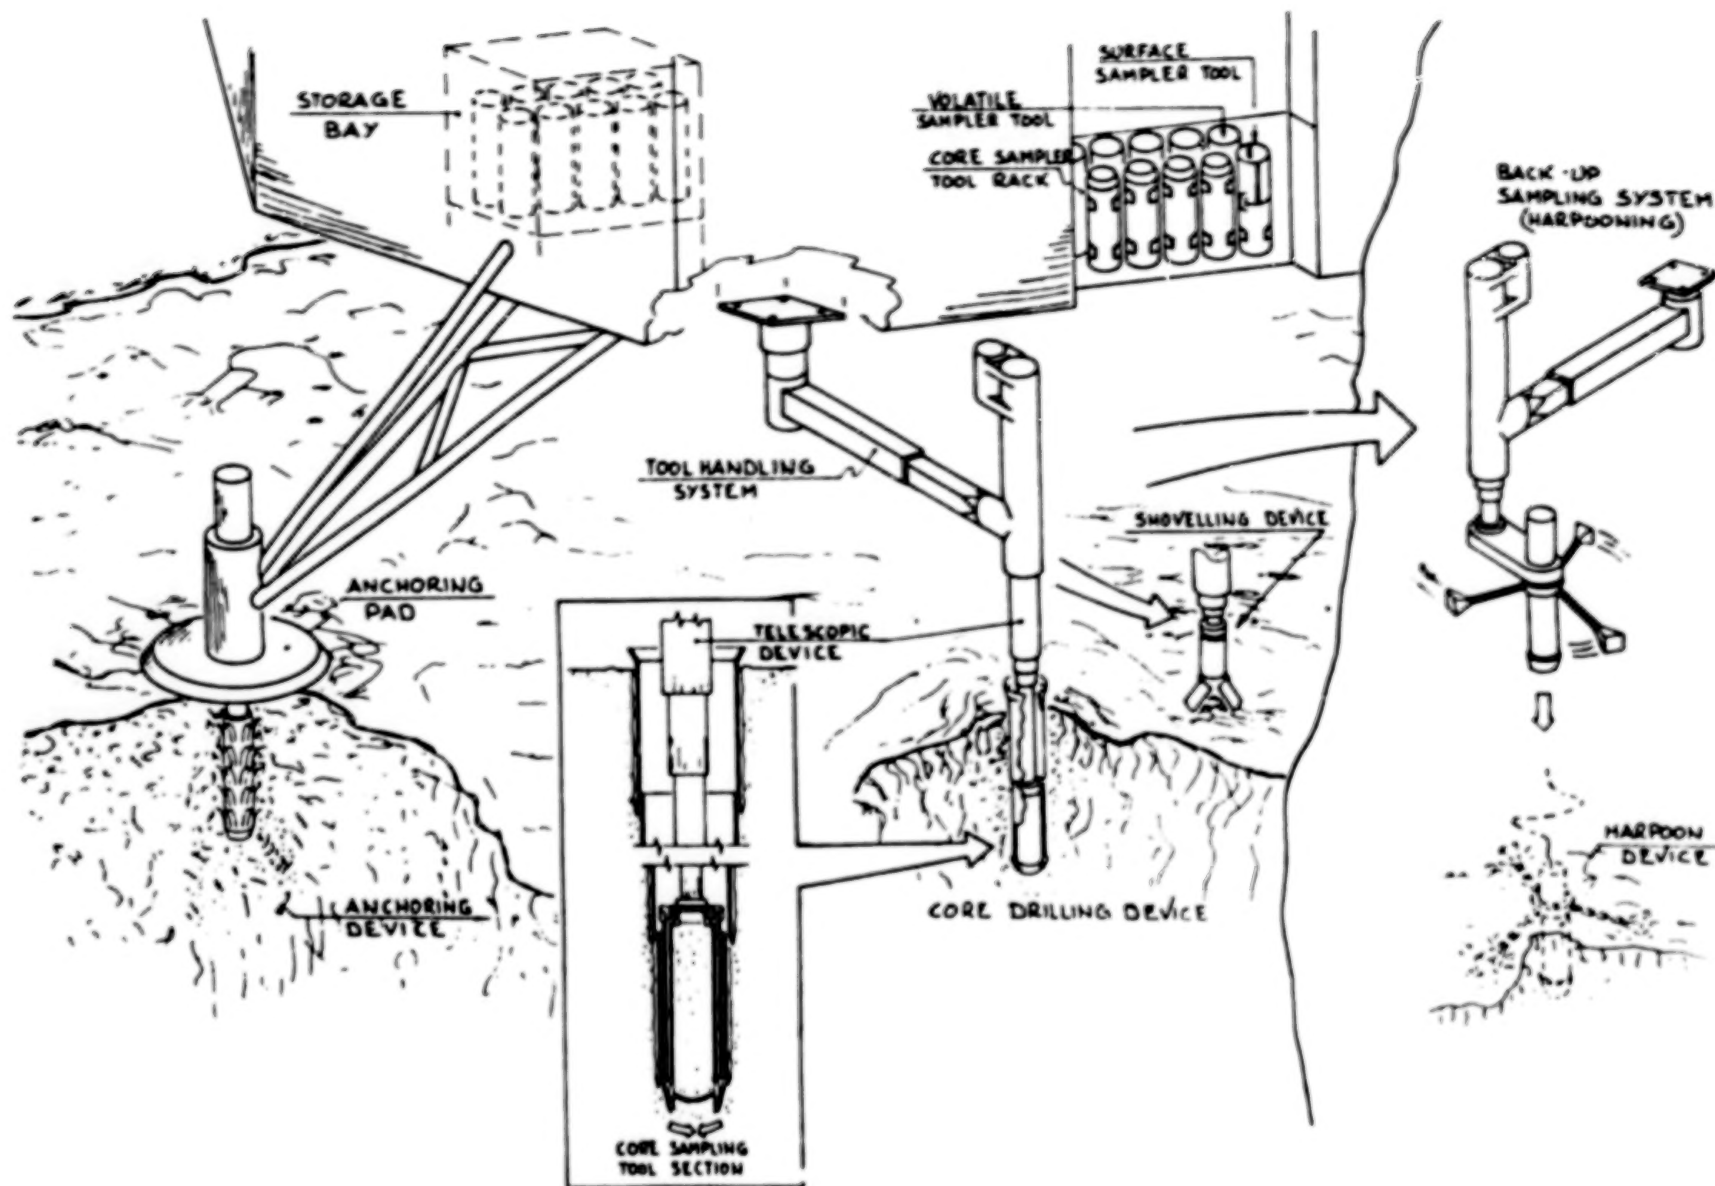 STORAGE
BAY
SURFACE
SAMPLER TOOL
VOLATILE
SAMPLER TOOL
CORE SAMPLER
TOOL RACK
BACK-UP
SAMPLING SYSTEM
(HARPOONING)
TOOL HANDLING
SYSTEM
SHOVELLING DEVICE
ANCHORING
PAD
TELESCOPIC
DEVICE
HARPOON
DEVICE
ANCHORING
DEVICE
CORE DRILLING DEVICE
CORE SAMPLING
TOOL SECTION